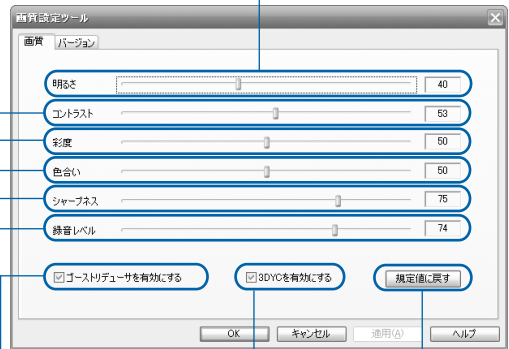 画質設定ツール
画質 バージョン
明るさ 40
コントラスト 53
彩度 50
色合い 50
シャープネス 75
録音レベル 74
ゴーストリデューサを有効にする 3DYCを有効にする 規定値に戻す
OK キャンセル 適用(A) ヘルプ